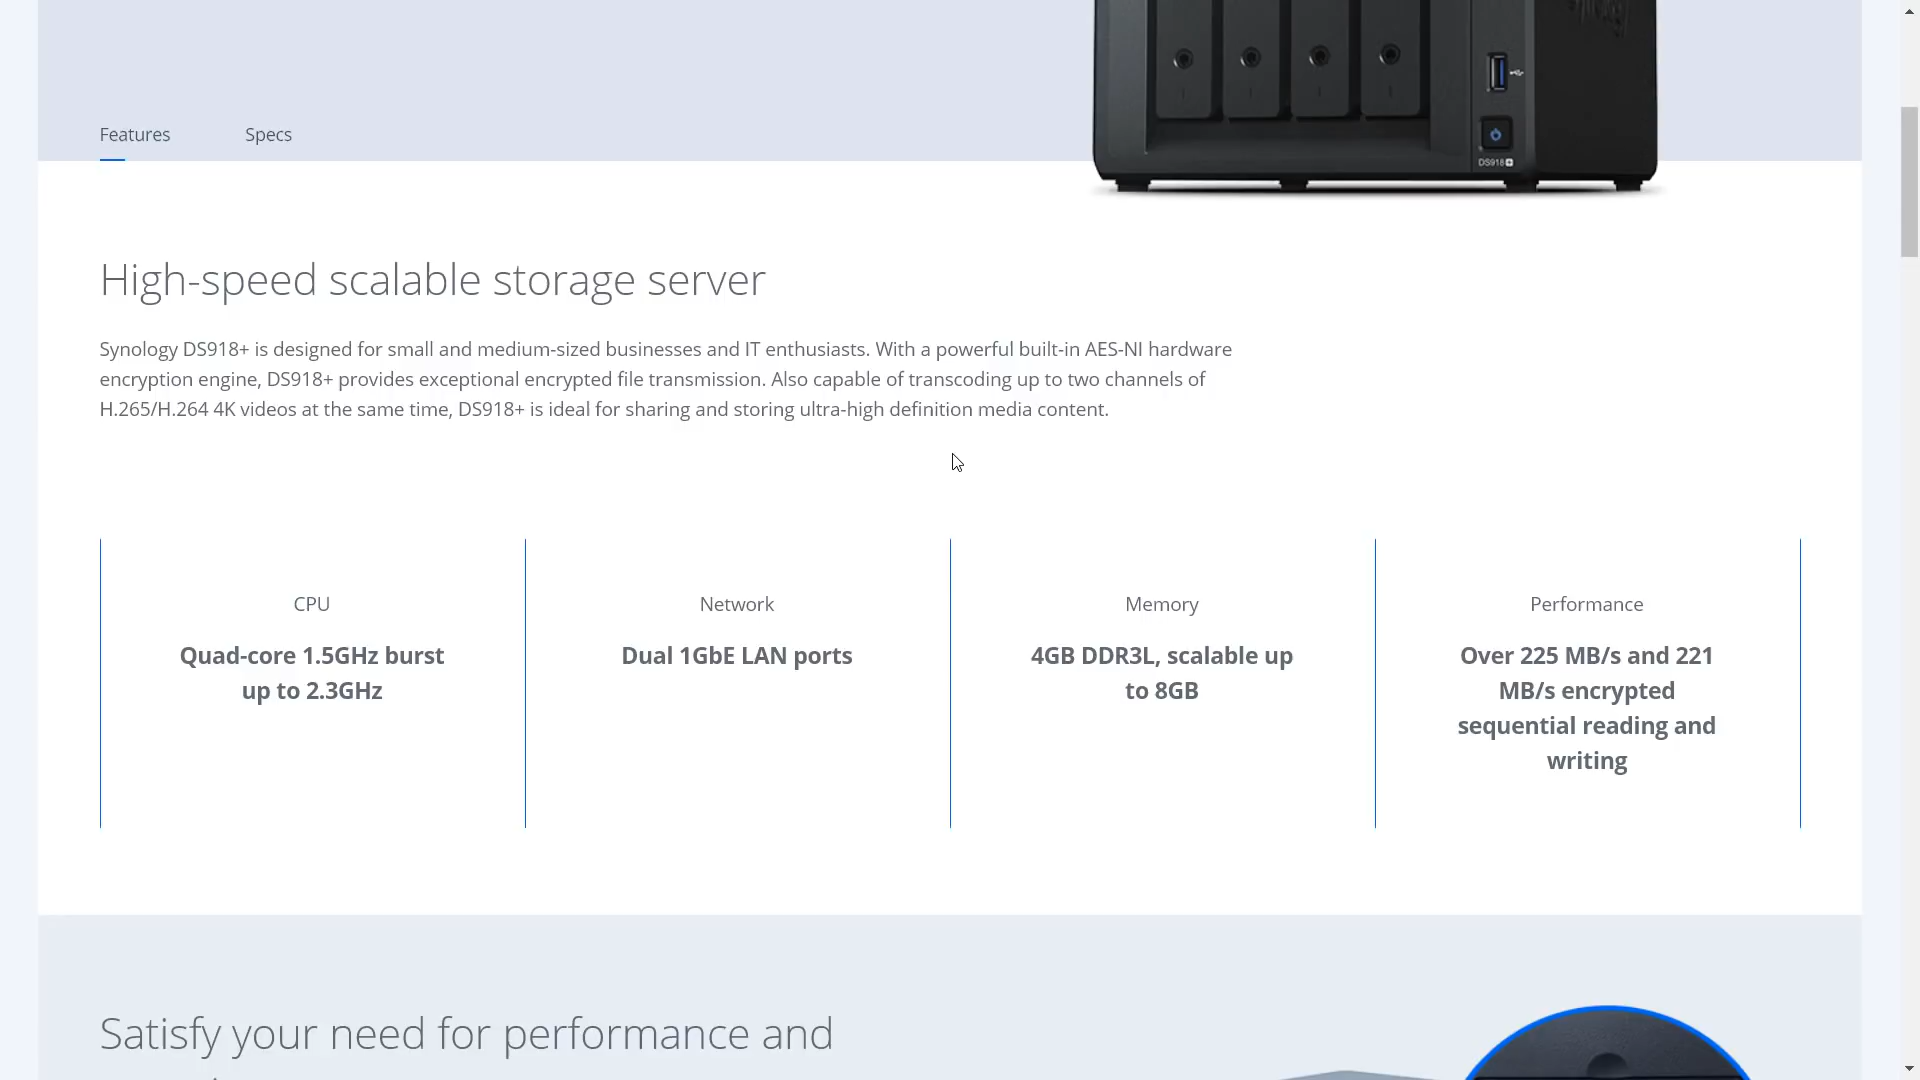 DS918+
Features
Specs
High-speed scalable storage server
Synology DS918+ is designed for small and medium-sized businesses and IT enthusiasts. With a powerful built-in AES-NI hardware
encryption engine, DS918+ provides exceptional encrypted file transmission. Also capable of transcoding up to two channels of
H.265/H.264 4K videos at the same time, DS918+ is ideal for sharing and storing ultra-high definition media content.
CPU
Quad-core 1.5GHz burst
up to 2.3GHz
Network
Dual 1GbE LAN ports
Memory
4GB DDR3L, scalable up
to 8GB
Performance
Over 225 MB/s and 221
MB/s encrypted
sequential reading and
writing
Satisfy your need for performance and